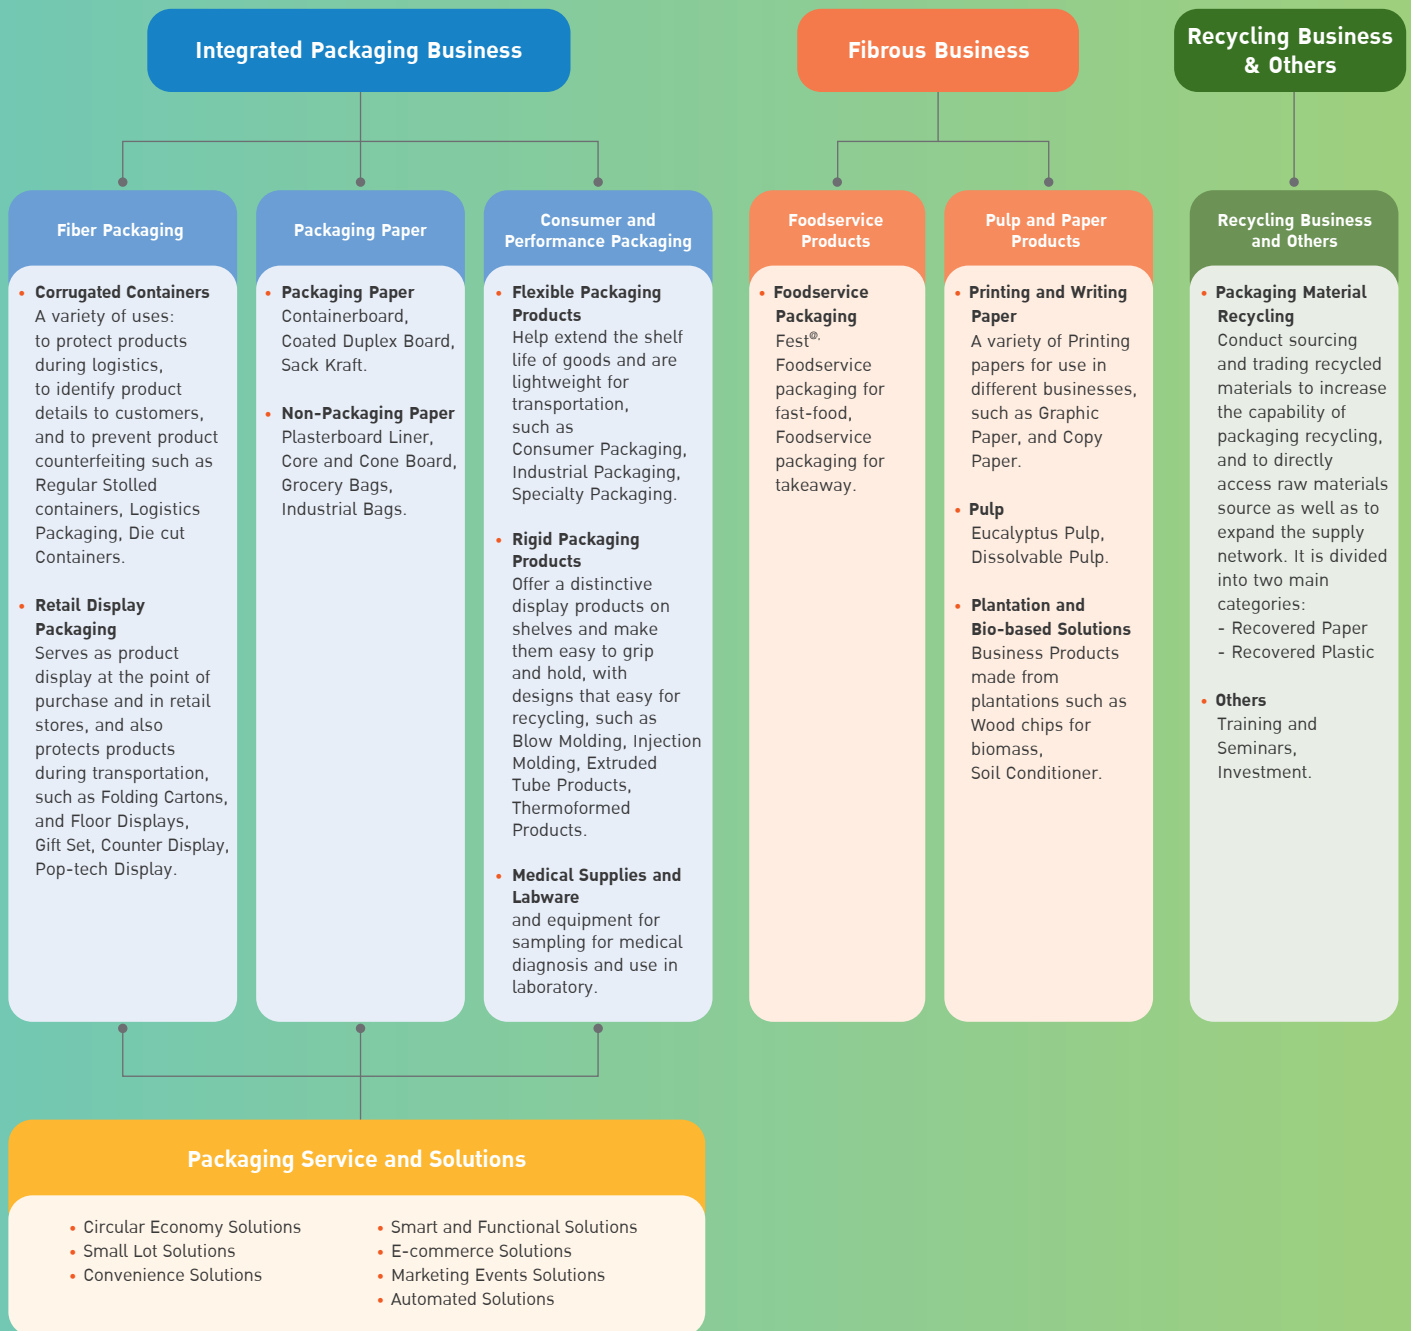 Integrated Packaging Business
Fibrous Business
Recycling Business
& Others
Fiber Packaging
• Corrugated Containers
A variety of uses:
to protect products
during logistics,
to identify product
details to customers,
and to prevent product
counterfeiting such as
Regular Stolled
containers, Logistics
Packaging, Die cut
Containers.
• Retail Display
Packaging
Serves as product
display at the point of
purchase and in retail
stores, and also
protects products
during transportation,
such as Folding Cartons,
and Floor Displays,
Gift Set, Counter Display,
Pop-tech Display.
Packaging Paper
• Packaging Paper
Containerboard,
Coated Duplex Board,
Sack Kraft.
• Non-Packaging Paper
Plasterboard Liner,
Core and Cone Board,
Grocery Bags,
Industrial Bags.
Consumer and
Performance Packaging
• Flexible Packaging
Products
Help extend the shelf
life of goods and are
lightweight for
transportation,
such as
Consumer Packaging,
Industrial Packaging,
Specialty Packaging.
• Rigid Packaging
Products
Offer a distinctive
display products on
shelves and make
them easy to grip
and hold, with
designs that easy for
recycling, such as
Blow Molding, Injection
Molding, Extruded
Tube Products,
Thermoformed
Products.
• Medical Supplies and
Labware
and equipment for
sampling for medical
diagnosis and use in
laboratory.
Foodservice
Products
• Foodservice
Packaging
Fest®,
Foodservice
packaging for
fast-food,
Foodservice
packaging for
takeaway.
Pulp and Paper
Products
• Printing and Writing
Paper
A variety of Printing
papers for use in
different businesses,
such as Graphic
Paper, and Copy
Paper.
• Pulp
Eucalyptus Pulp,
Dissolvable Pulp.
• Plantation and
Bio-based Solutions
Business Products
made from
plantations such as
Wood chips for
biomass,
Soil Conditioner.
Recycling Business
and Others
• Packaging Material
Recycling
Conduct sourcing
and trading recycled
materials to increase
the capability of
packaging recycling,
and to directly
access raw materials
source as well as to
expand the supply
network. It is divided
into two main
categories:
- Recovered Paper
- Recovered Plastic
• Others
Training and
Seminars,
Investment.
Packaging Service and Solutions
• Circular Economy Solutions
• Small Lot Solutions
• Convenience Solutions
• Smart and Functional Solutions
• E-commerce Solutions
• Marketing Events Solutions
• Automated Solutions